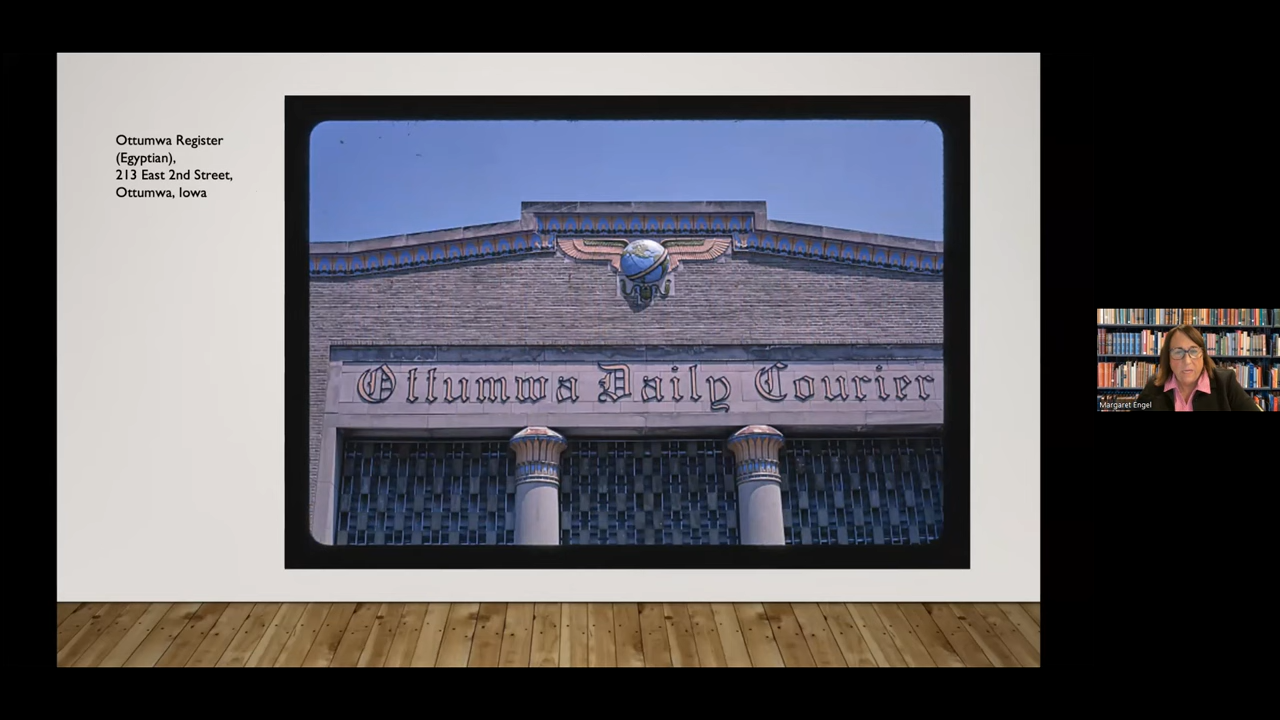 Ottumwa Register
(Egyptian),
213 East 2nd Street,
Ottumwa, Iowa
Ottumwa Daily Courier
Margaret Engel